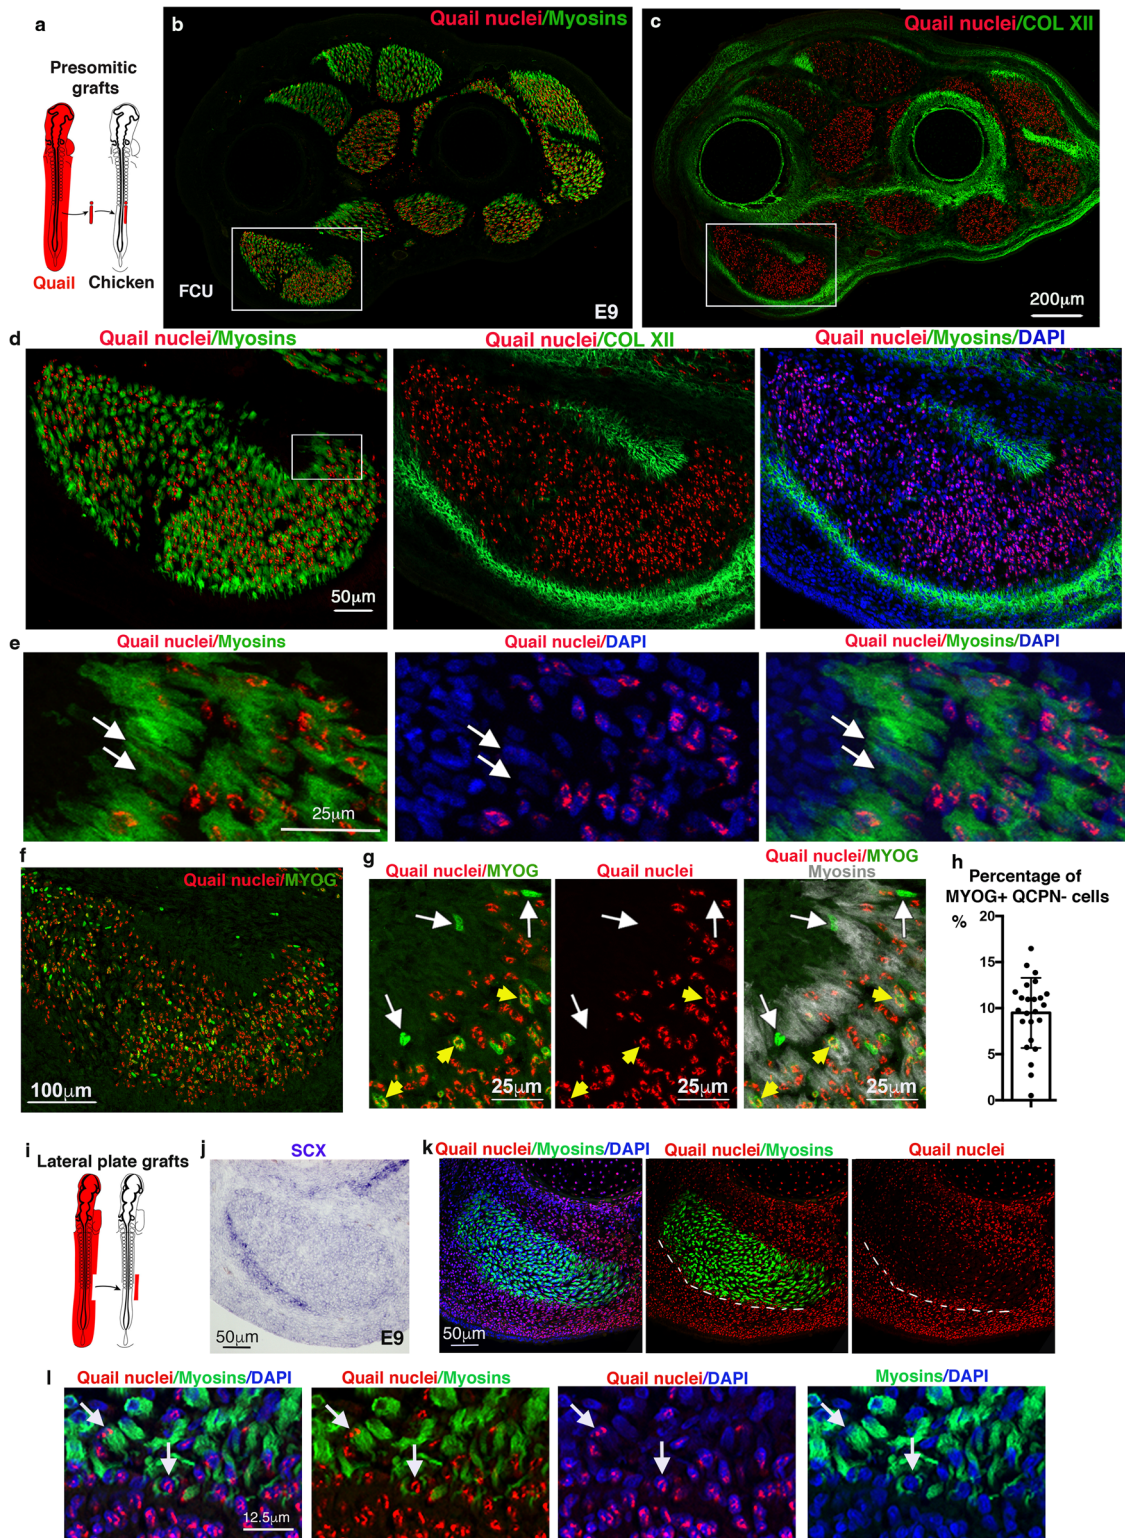 a
Presomitic
grafts
Quail
Chicken
b
Quail nuclei/Myosins
FCU
E9
c
Quail nuclei/COL XII
200µm
d
Quail nuclei/Myosins
50µm
Quail nuclei/COL XII
Quail nuclei/Myosins/DAPI
e
Quail nuclei/Myosins
25µm
Quail nuclei/DAPI
Quail nuclei/Myosins/DAPI
f
Quail nuclei/MYOG
100µm
g
Quail nuclei/MYOG
25µm
Quail nuclei
25µm
Quail nuclei/MYOG
Myosins
25µm
h
Percentage of
MYOG+ QCPN- cells
%
20
15
10
5
0
i
Lateral plate grafts
j
SCX
50µm
E9
k
Quail nuclei/Myosins/DAPI
50µm
Quail nuclei/Myosins
Quail nuclei
l
Quail nuclei/Myosins/DAPI
12.5µm
Quail nuclei/Myosins
Quail nuclei/DAPI
Myosins/DAPI